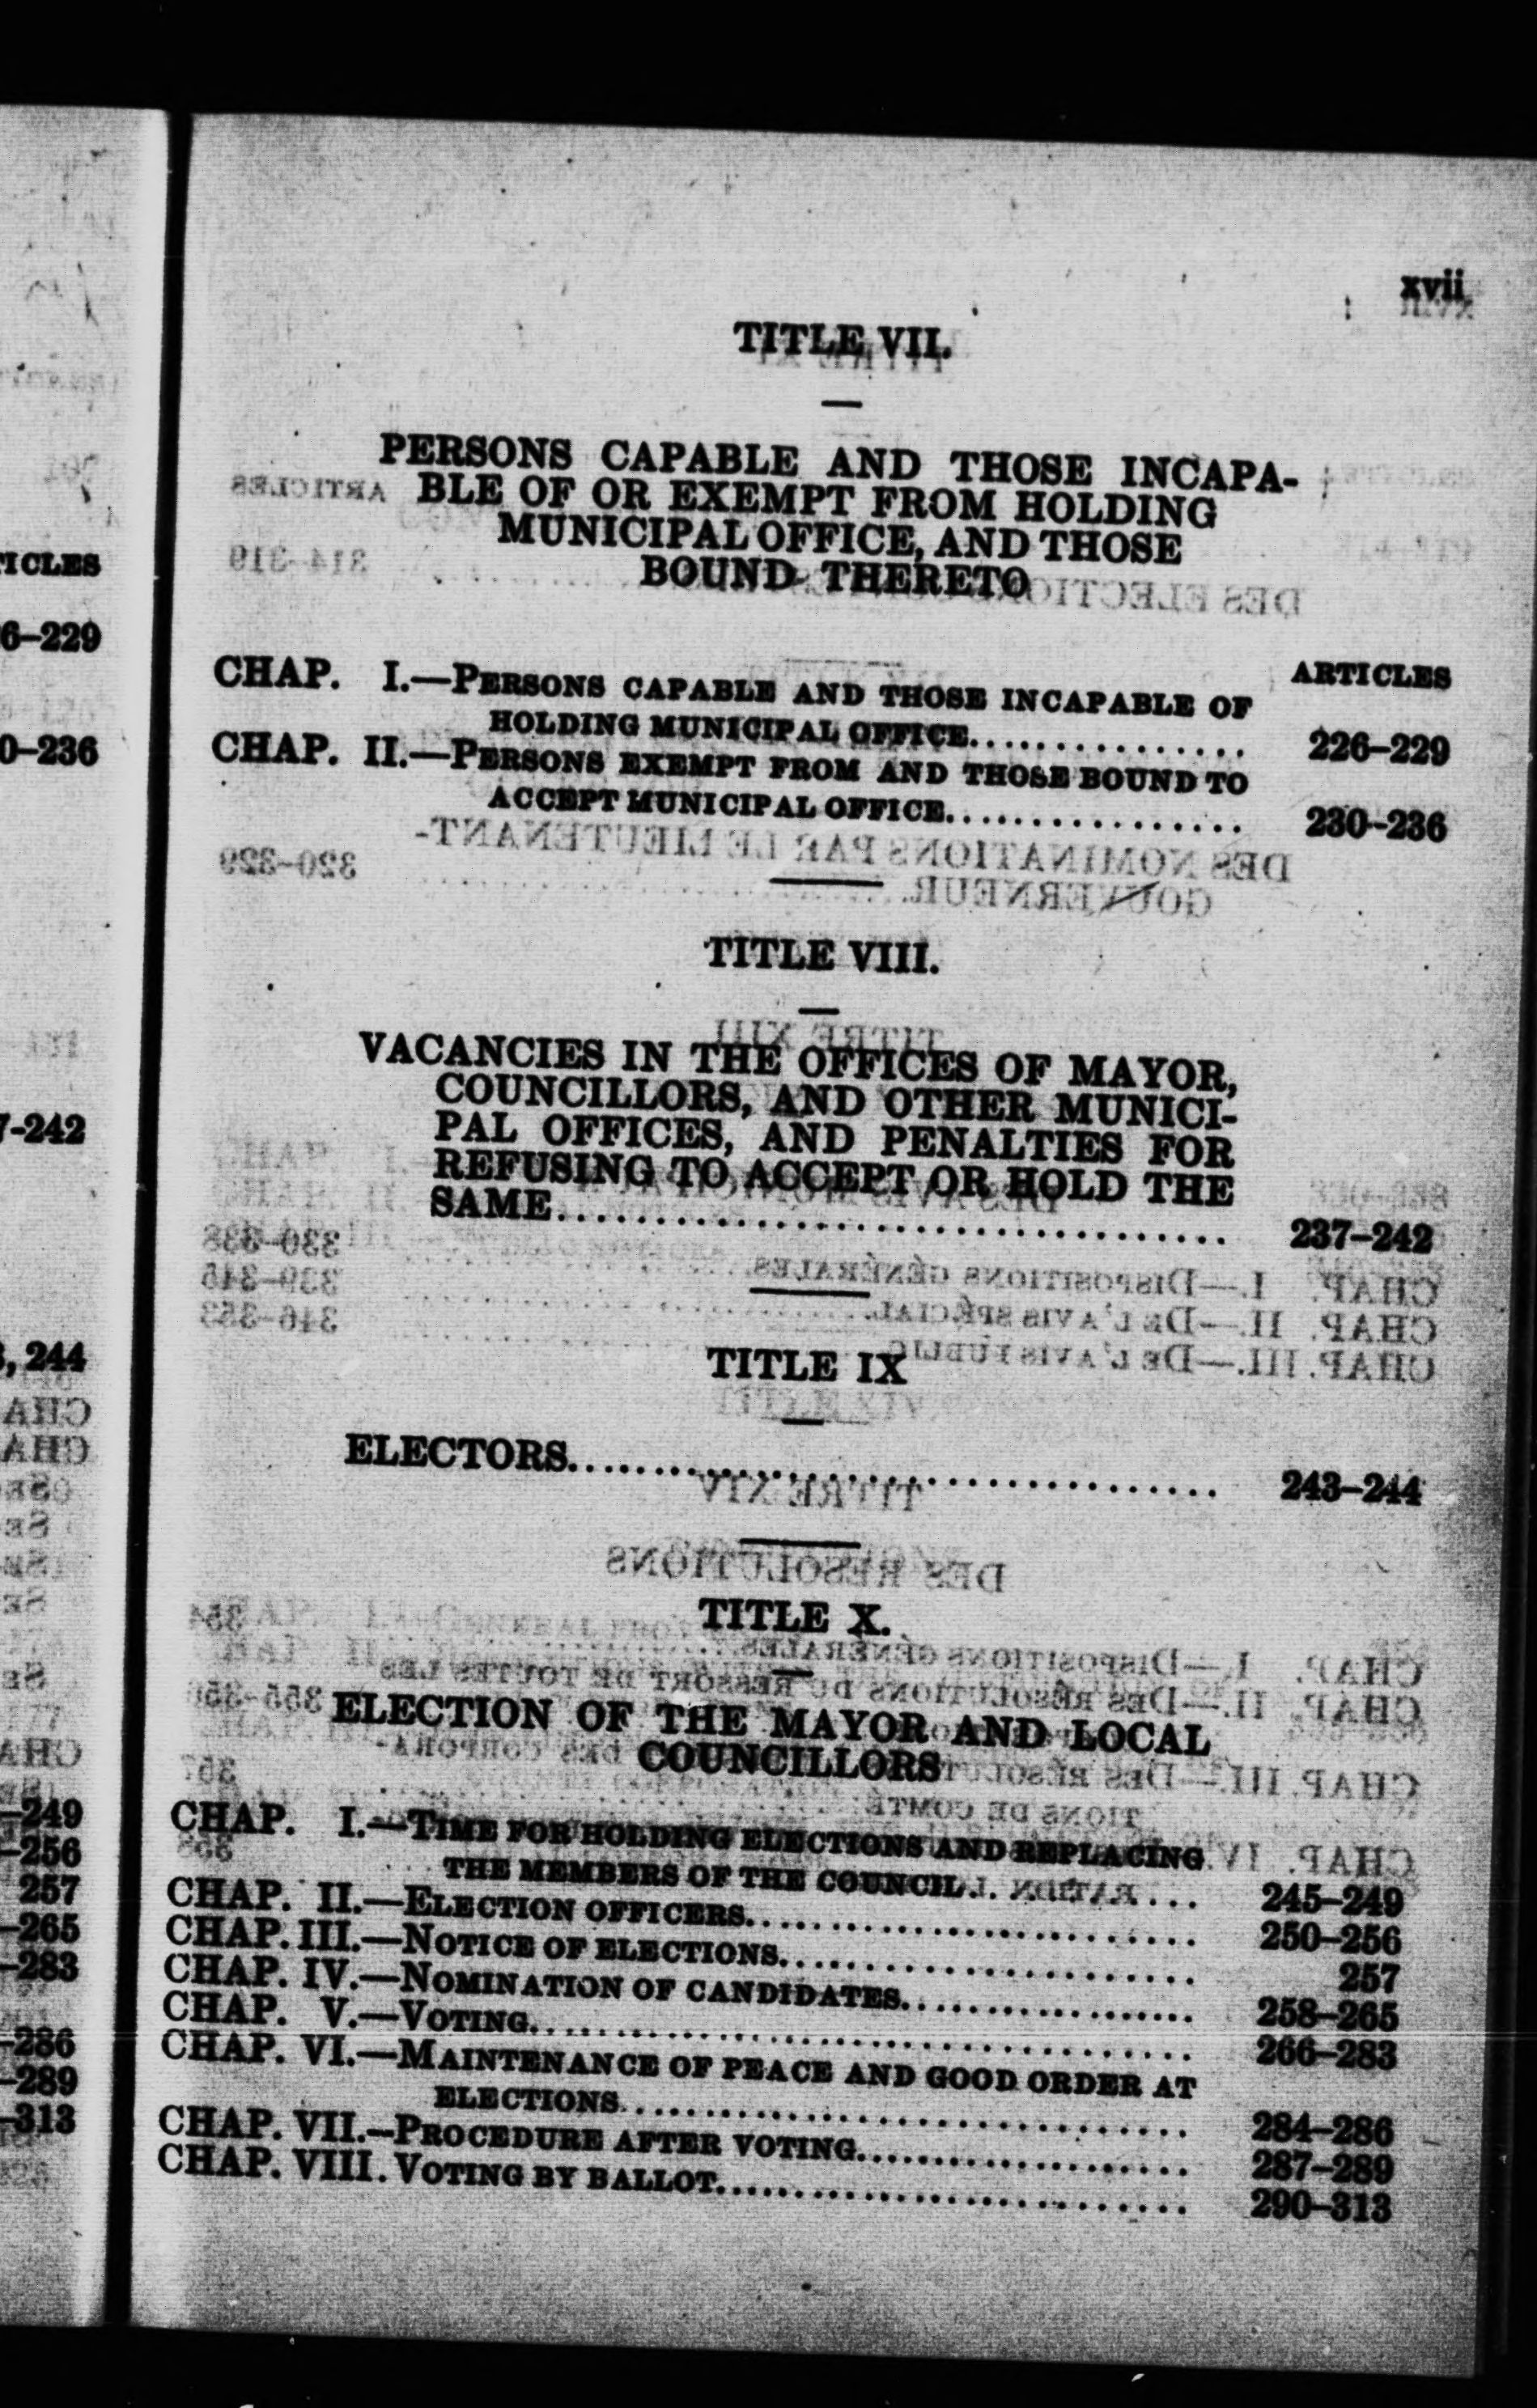 xvii
TITLE VII.
PERSONS CAPABLE AND THOSE INCAPA-
BLE OF OR EXEMPT FROM HOLDING
MUNICIPAL OFFICE, AND THOSE
BOUND THERETO
ARTICLES
CHAP. I.—PERSONS CAPABLE AND THOSE INCAPABLE OF
HOLDING MUNICIPAL OFFICE................ 226–229
CHAP. II.—PERSONS EXEMPT FROM AND THOSE BOUND TO
ACCEPT MUNICIPAL OFFICE................. 230–236
TITLE VIII.
VACANCIES IN THE OFFICES OF MAYOR,
COUNCILLORS, AND OTHER MUNICI-
PAL OFFICES, AND PENALTIES FOR
REFUSING TO ACCEPT OR HOLD THE
SAME................................. 237–242
TITLE IX
ELECTORS................................. 243–244
TITLE X.
ELECTION OF THE MAYOR AND LOCAL
COUNCILLORS
CHAP. I.—TIME FOR HOLDING ELECTIONS AND REPLACING
THE MEMBERS OF THE COUNCIL........... 245–249
CHAP. II.—ELECTION OFFICERS........................ 250–256
CHAP. III.—NOTICE OF ELECTIONS...................... 257
CHAP. IV.—NOMINATION OF CANDIDATES................. 258–265
CHAP. V.—VOTING.................................. 266–283
CHAP. VI.—MAINTENANCE OF PEACE AND GOOD ORDER AT
ELECTIONS.............................. 284–286
CHAP. VII.—PROCEDURE AFTER VOTING................... 287–289
CHAP. VIII. VOTING BY BALLOT......................... 290–313